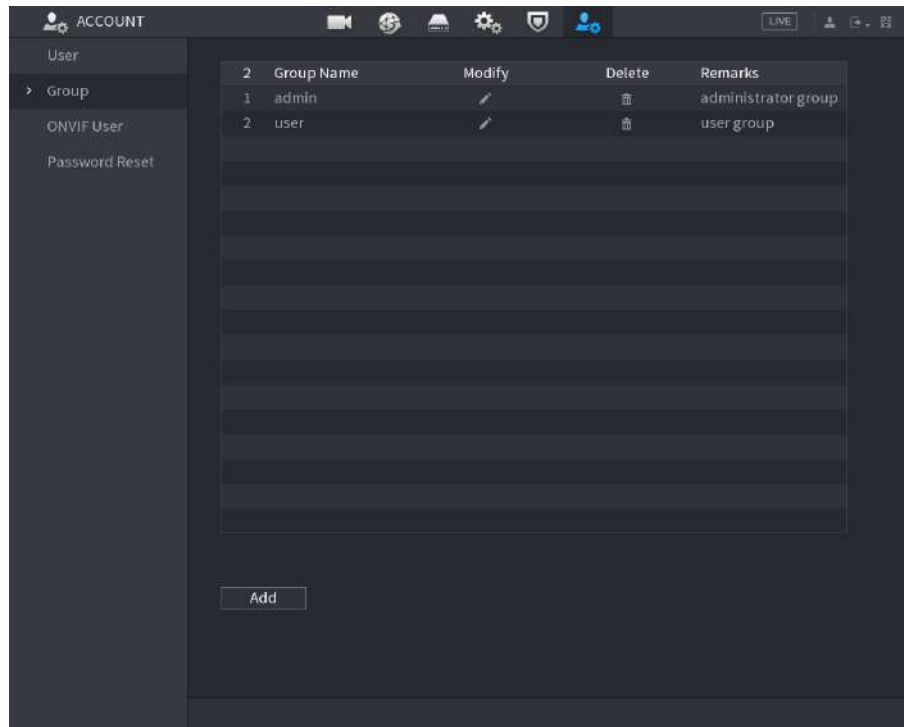 ACCOUNT
LIVE
User
Group
ONVIF User
Password Reset
2 Group Name Modify Delete Remarks
1 admin administrator group
2 user user group
Add